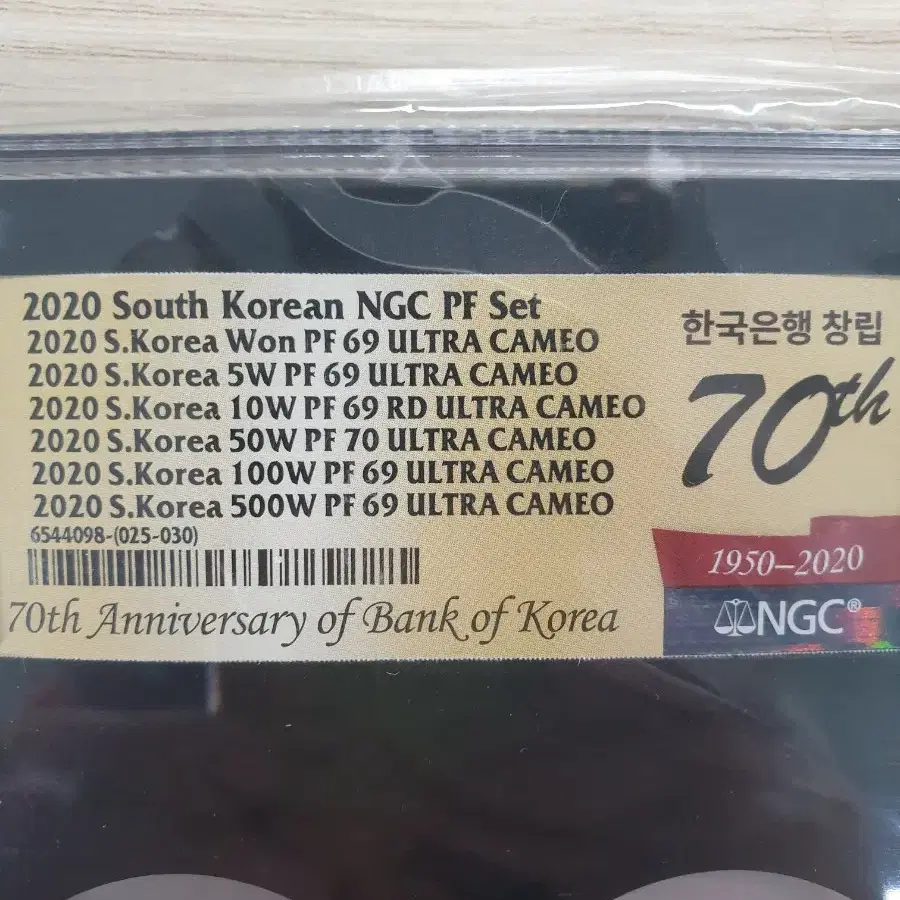 2020 South Korean NGC PF Set
2020 S.Korea Won PF 69 ULTRA CAMEO
2020 S.Korea 5W PF 69 ULTRA CAMEO
2020 S.Korea 10W PF 69 RD ULTRA CAMEO
2020 S.Korea 50W PF 70 ULTRA CAMEO
2020 S.Korea 100W PF 69 ULTRA CAMEO
2020 S.Korea 500W PF 69 ULTRA CAMEO
6544098-(025-030)
70th Anniversary of Bank of Korea
한국은행 창립
70th
1950–2020
NGC®